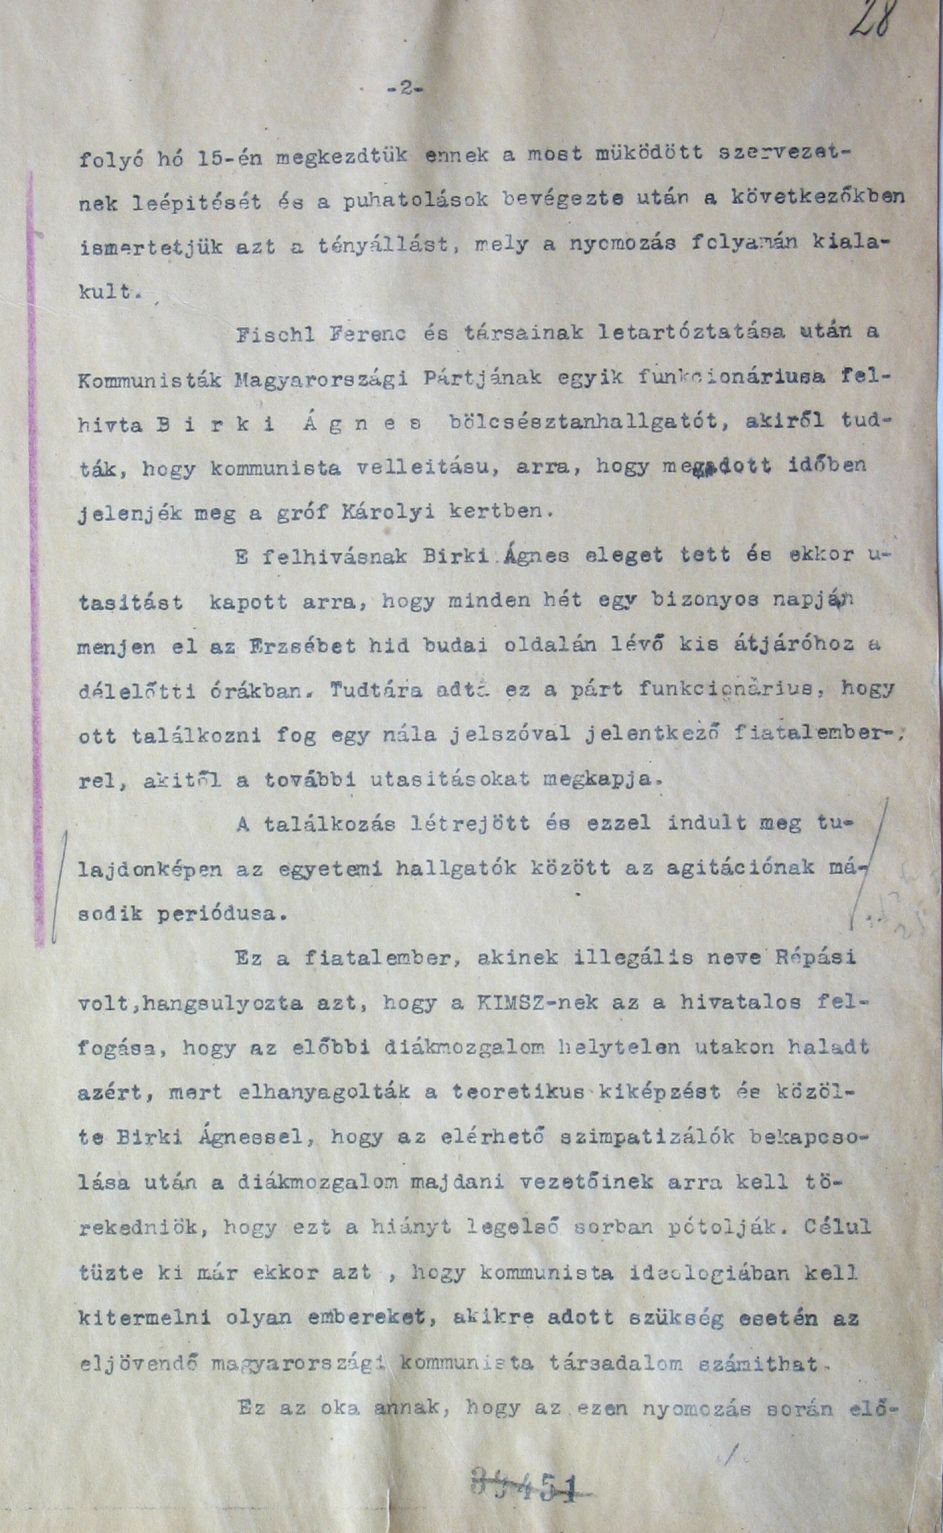 28
-2-
folyó hó 15-én megkezdtük ennek a most müködött szervezet-
nek leépitését és a puhatolások bevégezte után a következőkben
ismertetjük azt a tényállást, mely a nyomozás folyamán kiala-
kult.
Fischl Ferenc és társainak letartóztatása után a
Kommunisták Magyarországi Pártjának egyik funkcionáriusa fel-
hivta B i r k i Á g n e s bölcsésztanhallgatót, akiről tud-
ták, hogy kommunista velleitásu, arra, hogy megadott időben
jelenjék meg a gróf Károlyi kertben.
E felhivásnak Birki Ágnes eleget tett és ekkor u-
tasitást kapott arra, hogy minden hét egy bizonyos napján
menjen el az Erzsébet hid budai oldalán lévő kis átjáróhoz a
délelőtti órákban. Tudtára adta ez a párt funkcionárius, hogy
ott találkozni fog egy nála jelszóval jelentkező fiatalember-
rel, akitől a további utasitásokat megkapja.
A találkozás létrejött és ezzel indult meg tu-
lajdonképen az egyetemi hallgatók között az agitációnak má-
sodik periódusa.
Ez a fiatalember, akinek illegális neve Répási
volt,hangsulyozta azt, hogy a KIMSZ-nek az a hivatalos fel-
fogása, hogy az előbbi diákmozgalom helytelen utakon haladt
azért, mert elhanyagolták a teoretikus kiképzést és közöl-
te Birki Ágnessel, hogy az elérhető szimpatizálók bekapcso-
lása után a diákmozgalom majdani vezetőinek arra kell tö-
rekedniök, hogy ezt a hiányt legelső sorban pótolják. Célul
tüzte ki már ekkor azt , hogy kommunista ideologiában kell
kitermelni olyan embereket, akikre adott szükség esetén az
eljövendő magyarországi kommunista társadalom számithat.
Ez az oka annak, hogy az ezen nyomozás során elő-